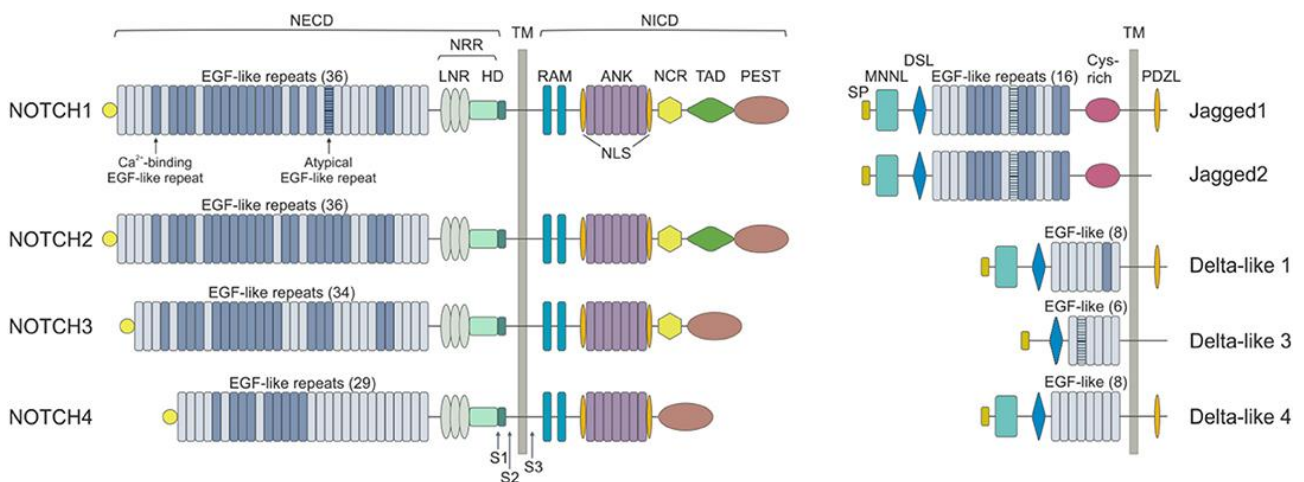 NECD
TM
NICD
NRR
LNR HD
RAM ANK NCR TAD PEST
EGF-like repeats (36)
NOTCH1
Ca²⁺-binding
EGF-like repeat
Atypical
EGF-like repeat
NLS
EGF-like repeats (36)
NOTCH2
EGF-like repeats (34)
NOTCH3
EGF-like repeats (29)
NOTCH4
S1
S2
S3
TM
SP
MNNL
DSL
EGF-like repeats (16)
Cys-
rich
PDZL
Jagged1
Jagged2
EGF-like (8)
Delta-like 1
EGF-like (6)
Delta-like 3
EGF-like (8)
Delta-like 4